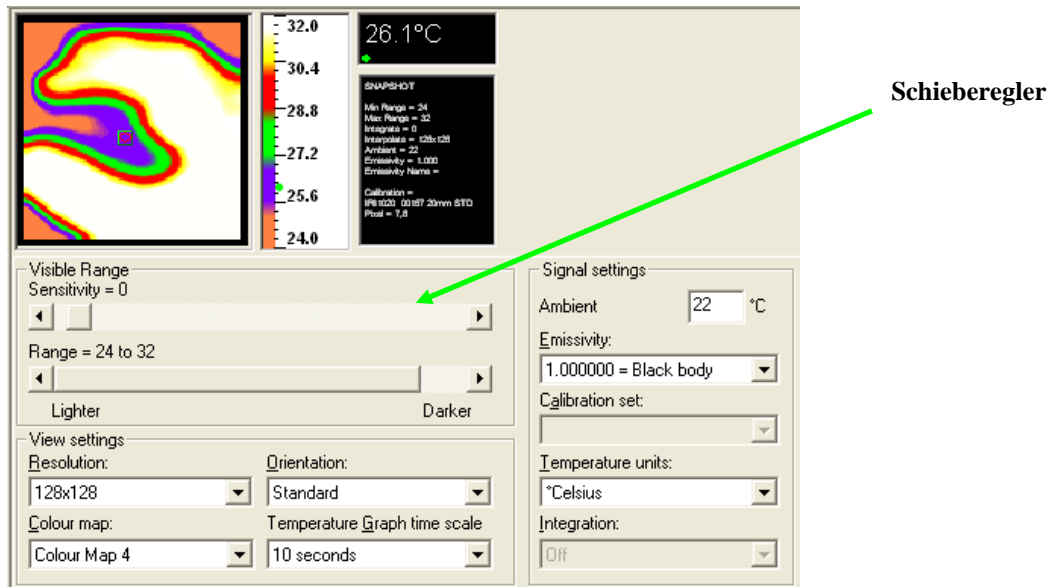 32.0
30.4
28.8
27.2
25.6
24.0
26.1°C
SNAPSHOT
Min Range = 24
Max Range = 32
Integrate = 0
Interpolate = 128x128
Ambient = 22
Emissivity = 1.000
Emissivity Name =
Calibration =
IRI1020 00157 20mm STD
Pixel = 7,8
Schieberegler
Visible Range
Sensitivity = 0
Range = 24 to 32
Lighter Darker
View settings
Resolution: Orientation:
128x128 Standard
Colour map: Temperature Graph time scale
Colour Map 4 10 seconds
Signal settings
Ambient 22 °C
Emissivity:
1.000000 = Black body
Calibration set:
Temperature units:
°Celsius
Integration:
Off